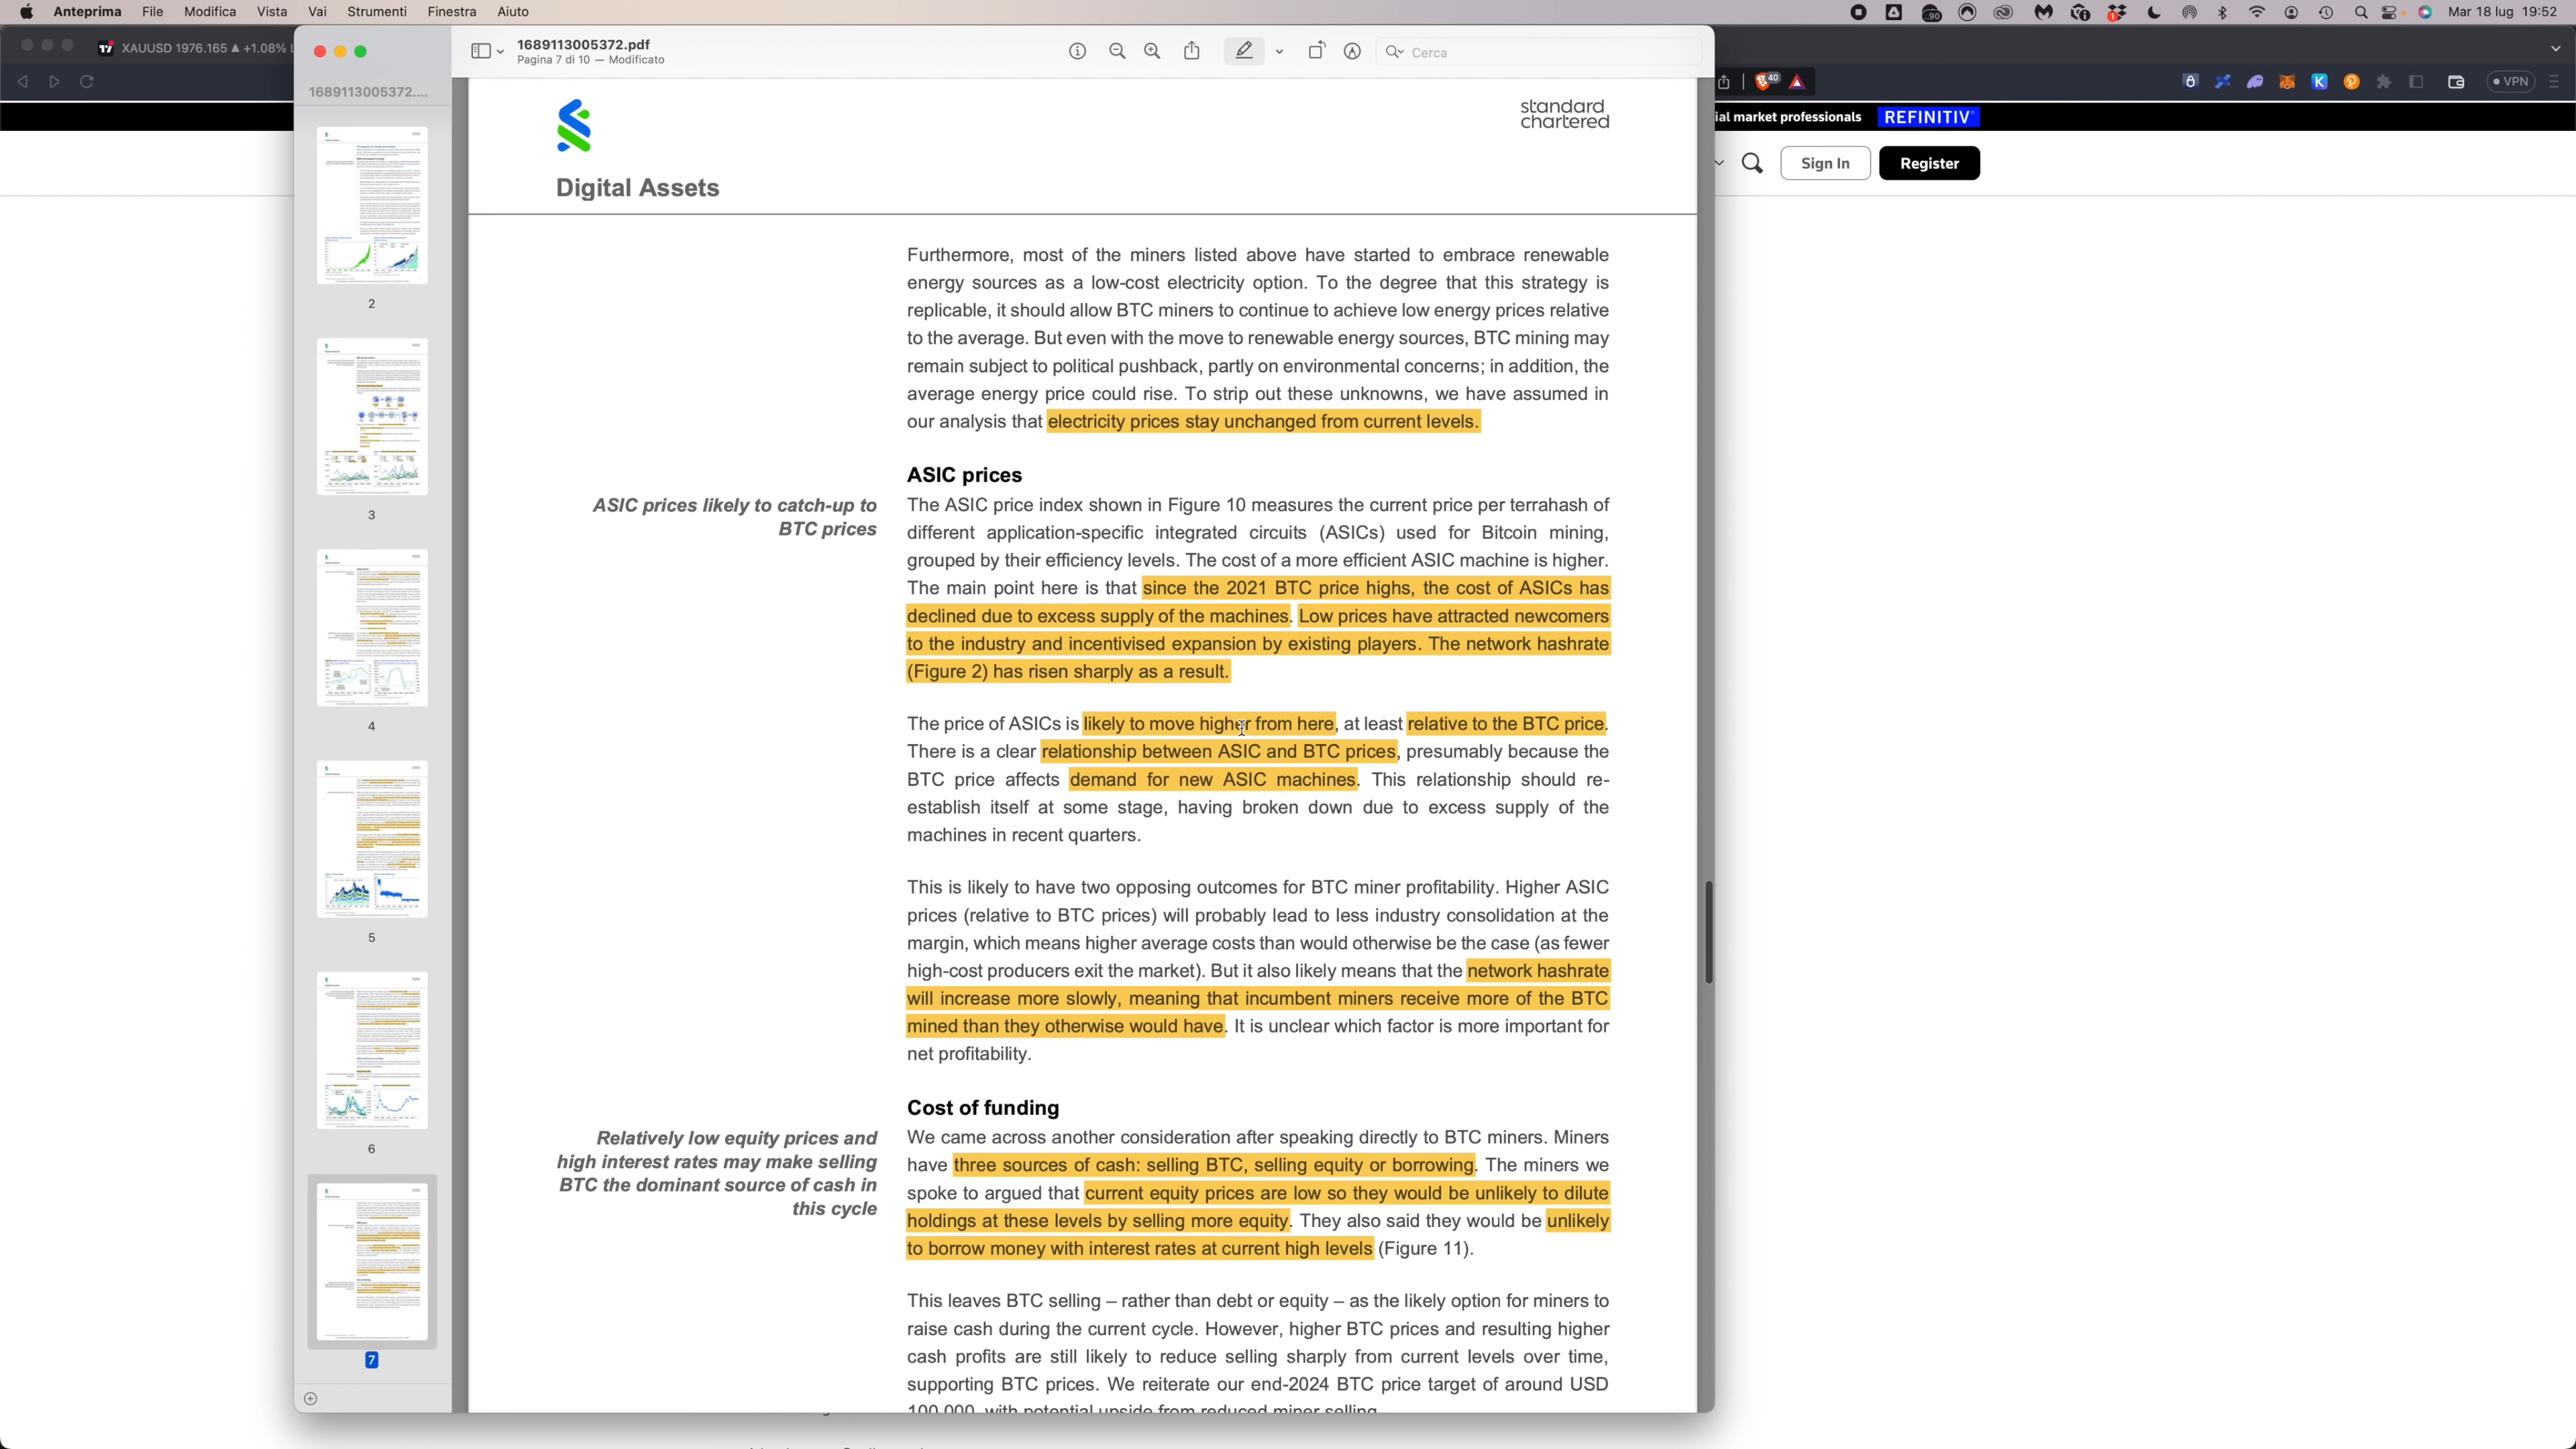 Anteprima File Modifica Vista Vai Strumenti Finestra Aiuto
Mar 18 lug 19:52
XAUUSD 1976.165 ▲ +1.08%
1689113005372.pdf
Pagina 7 di 10 — Modificato
Cerca
1689113005372....
40
VPN
ial market professionals REFINITIV
Sign In Register
2
3
4
5
6
7
standard
chartered
Digital Assets
Furthermore, most of the miners listed above have started to embrace renewable
energy sources as a low-cost electricity option. To the degree that this strategy is
replicable, it should allow BTC miners to continue to achieve low energy prices relative
to the average. But even with the move to renewable energy sources, BTC mining may
remain subject to political pushback, partly on environmental concerns; in addition, the
average energy price could rise. To strip out these unknowns, we have assumed in
our analysis that electricity prices stay unchanged from current levels.
ASIC prices
ASIC prices likely to catch-up to
BTC prices
The ASIC price index shown in Figure 10 measures the current price per terrahash of
different application-specific integrated circuits (ASICs) used for Bitcoin mining,
grouped by their efficiency levels. The cost of a more efficient ASIC machine is higher.
The main point here is that since the 2021 BTC price highs, the cost of ASICs has
declined due to excess supply of the machines. Low prices have attracted newcomers
to the industry and incentivised expansion by existing players. The network hashrate
(Figure 2) has risen sharply as a result.
The price of ASICs is likely to move higher from here, at least relative to the BTC price.
There is a clear relationship between ASIC and BTC prices, presumably because the
BTC price affects demand for new ASIC machines. This relationship should re-
establish itself at some stage, having broken down due to excess supply of the
machines in recent quarters.
This is likely to have two opposing outcomes for BTC miner profitability. Higher ASIC
prices (relative to BTC prices) will probably lead to less industry consolidation at the
margin, which means higher average costs than would otherwise be the case (as fewer
high-cost producers exit the market). But it also likely means that the network hashrate
will increase more slowly, meaning that incumbent miners receive more of the BTC
mined than they otherwise would have. It is unclear which factor is more important for
net profitability.
Cost of funding
Relatively low equity prices and
high interest rates may make selling
BTC the dominant source of cash in
this cycle
We came across another consideration after speaking directly to BTC miners. Miners
have three sources of cash: selling BTC, selling equity or borrowing. The miners we
spoke to argued that current equity prices are low so they would be unlikely to dilute
holdings at these levels by selling more equity. They also said they would be unlikely
to borrow money with interest rates at current high levels (Figure 11).
This leaves BTC selling – rather than debt or equity – as the likely option for miners to
raise cash during the current cycle. However, higher BTC prices and resulting higher
cash profits are still likely to reduce selling sharply from current levels over time,
supporting BTC prices. We reiterate our end-2024 BTC price target of around USD
100,000, with potential upside from reduced miner selling.